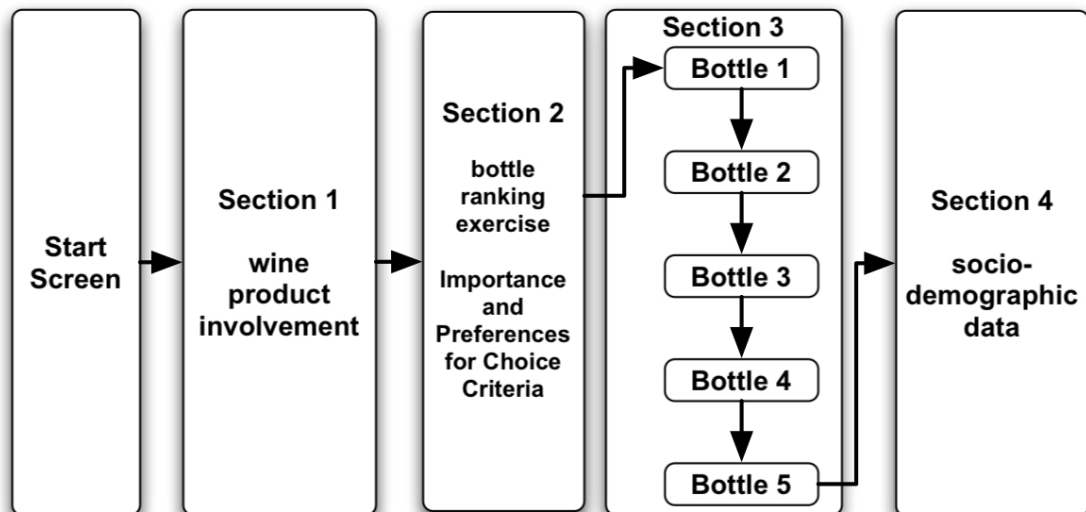 Start
Screen
Section 1
wine
product
involvement
Section 2
bottle
ranking
exercise
Importance
and
Preferences
for Choice
Criteria
Section 3
Bottle 1
Bottle 2
Bottle 3
Bottle 4
Bottle 5
Section 4
socio-
demographic
data